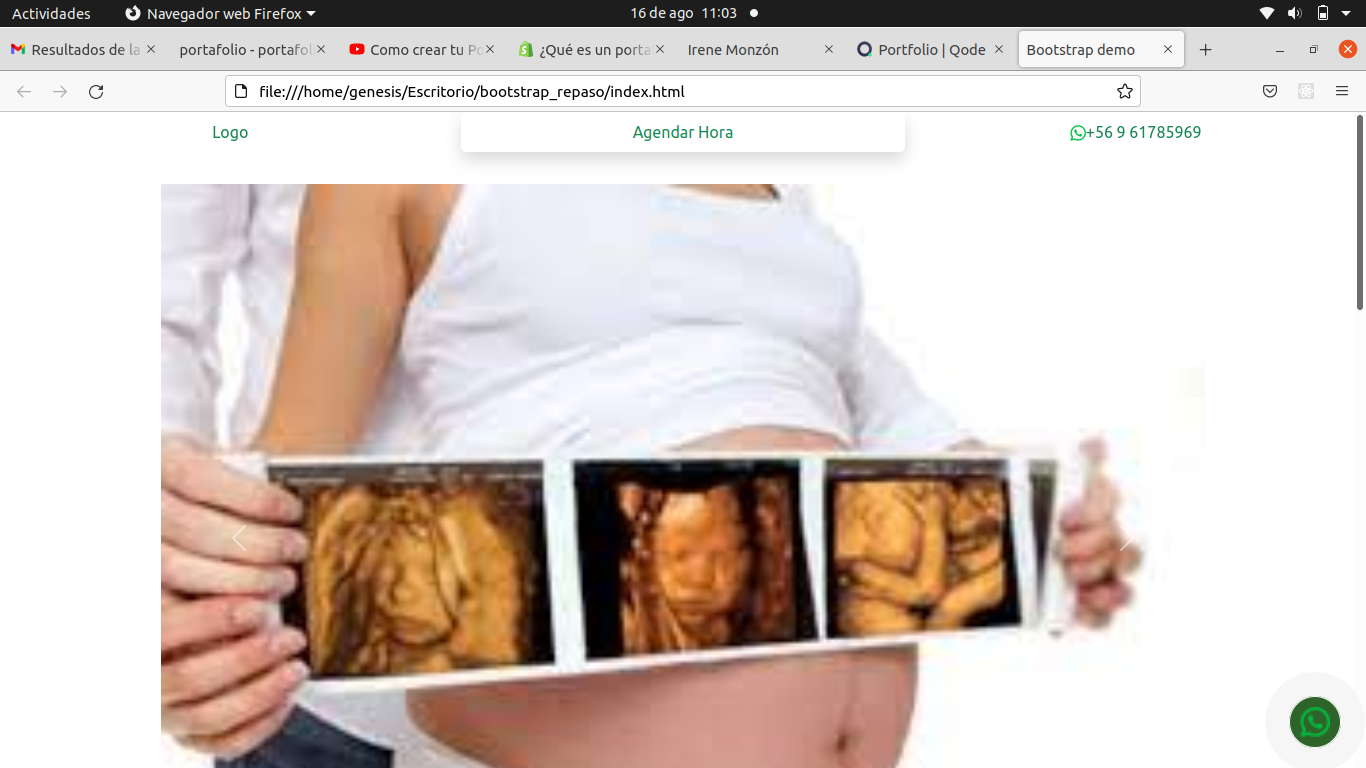 Actividades Navegador web Firefox 16 de ago 11:03
Resultados de la portafolio - portafol Como crear tu Po ¿Qué es un porta Irene Monzón Portfolio | Qode Bootstrap demo
file:///home/genesis/Escritorio/bootstrap_repaso/index.html
Logo Agendar Hora +56 9 61785969